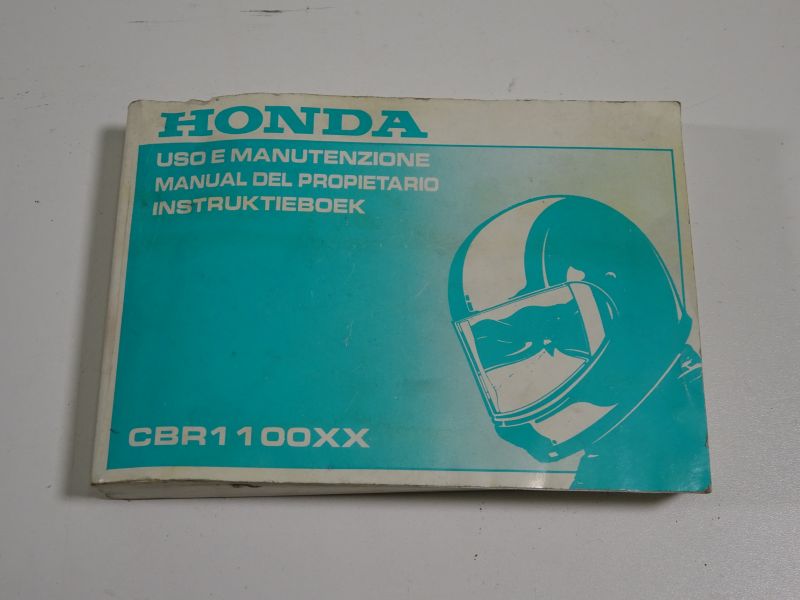 HONDA
USO E MANUTENZIONE
MANUAL DEL PROPIETARIO
INSTRUKTIEBOEK
CBR1100XX